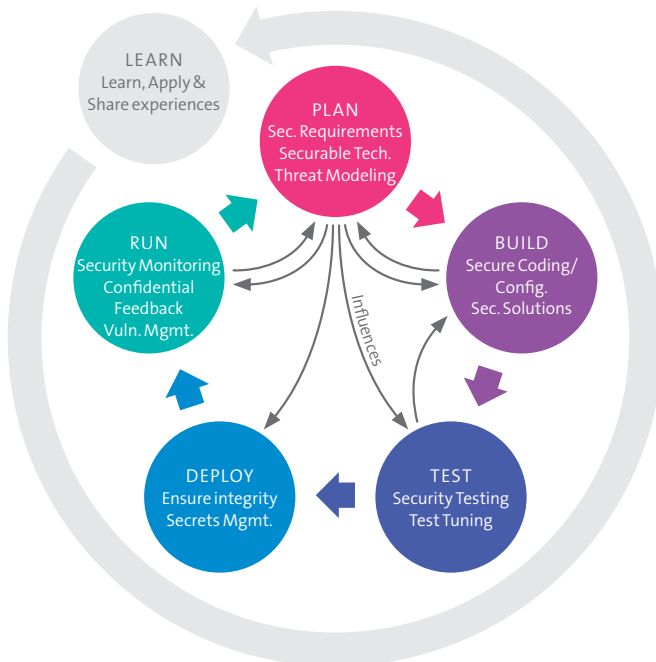 LEARN
Learn, Apply &
Share experiences
PLAN
Sec. Requirements
Securable Tech.
Threat Modeling
RUN
Security Monitoring
Confidential
Feedback
Vuln. Mgmt.
BUILD
Secure Coding/
Config.
Sec. Solutions
Influences
DEPLOY
Ensure integrity
Secrets Mgmt.
TEST
Security Testing
Test Tuning